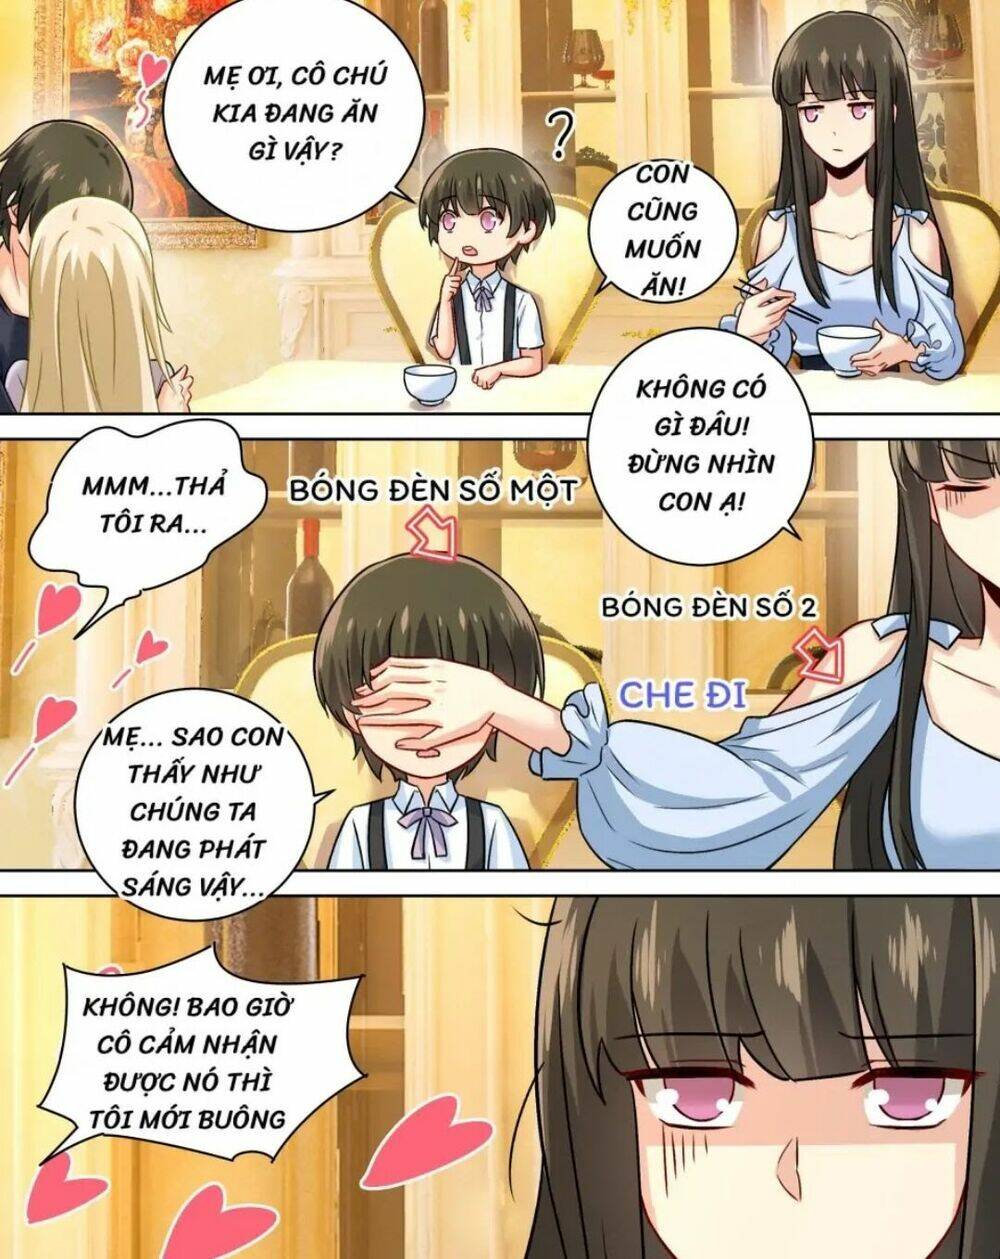 MẸ ƠI, CÔ CHÚ
KIA ĐANG ĂN
GÌ VẬY?
?
CON
CŨNG
MUỐN
ĂN!
KHÔNG CÓ
GÌ ĐÂU!
ĐỪNG NHÌN
CON Ạ!
MMM...THẢ
TÔI RA...
BÓNG ĐÈN SỐ MỘT
BÓNG ĐÈN SỐ 2
CHE ĐI
MẸ... SAO CON
THẤY NHƯ
CHÚNG TA
ĐANG PHÁT
SÁNG VẬY...
KHÔNG! BAO GIỜ
CÔ CẢM NHẬN
ĐƯỢC NÓ THÌ
TÔI MỚI BUÔNG